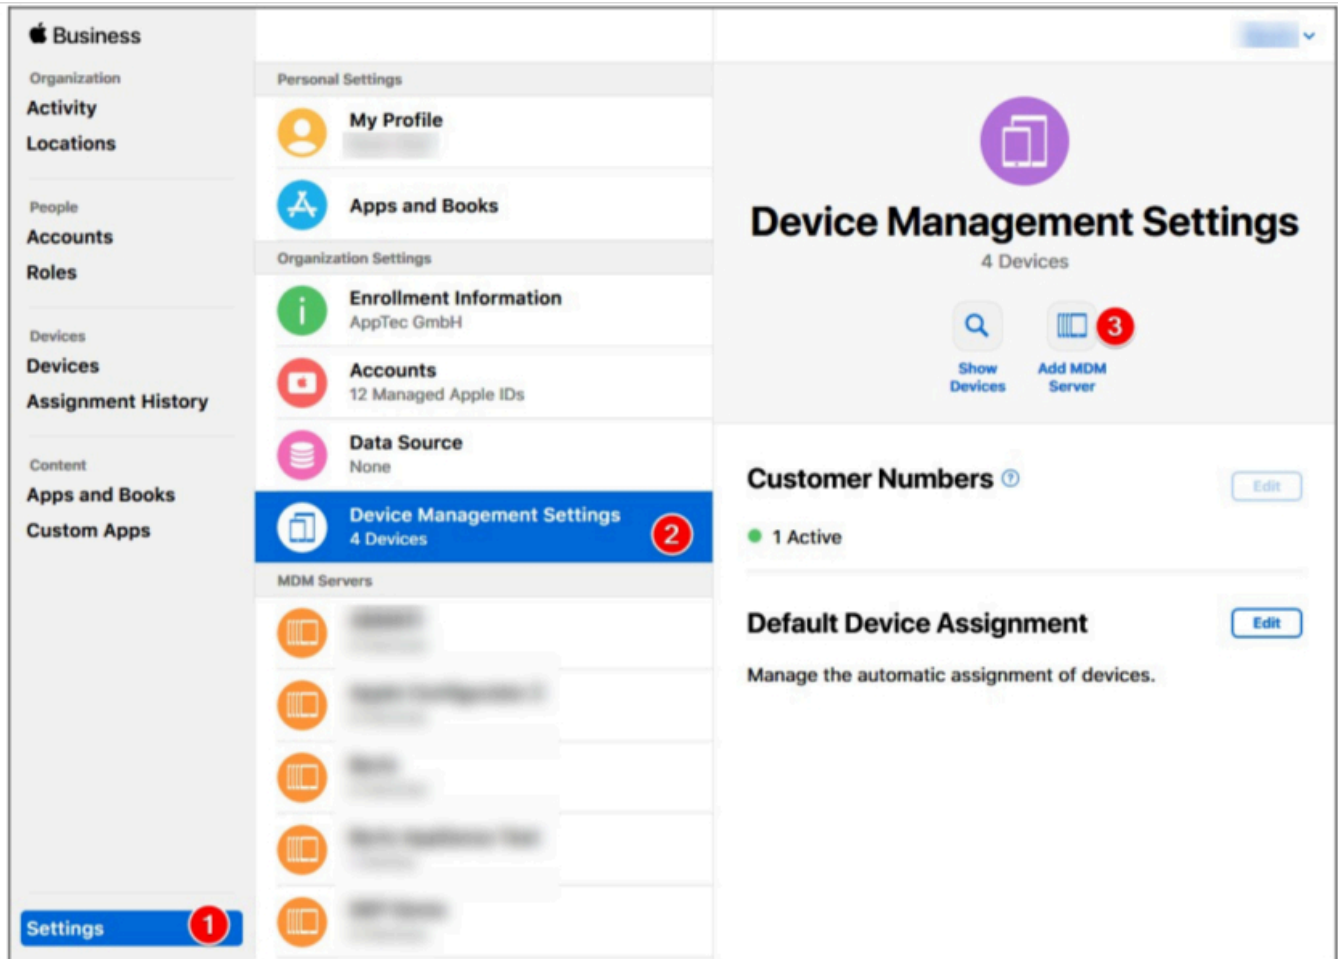 Business
Organization
Activity
Locations
People
Accounts
Roles
Devices
Devices
Assignment History
Content
Apps and Books
Custom Apps
Settings
1
Personal Settings
My Profile
Apps and Books
Organization Settings
Enrollment Information
AppTec GmbH
Accounts
12 Managed Apple IDs
Data Source
None
Device Management Settings
4 Devices
2
MDM Servers
Device Management Settings
4 Devices
Show
Devices
Add MDM
Server
3
Customer Numbers ?
Edit
1 Active
Default Device Assignment
Edit
Manage the automatic assignment of devices.